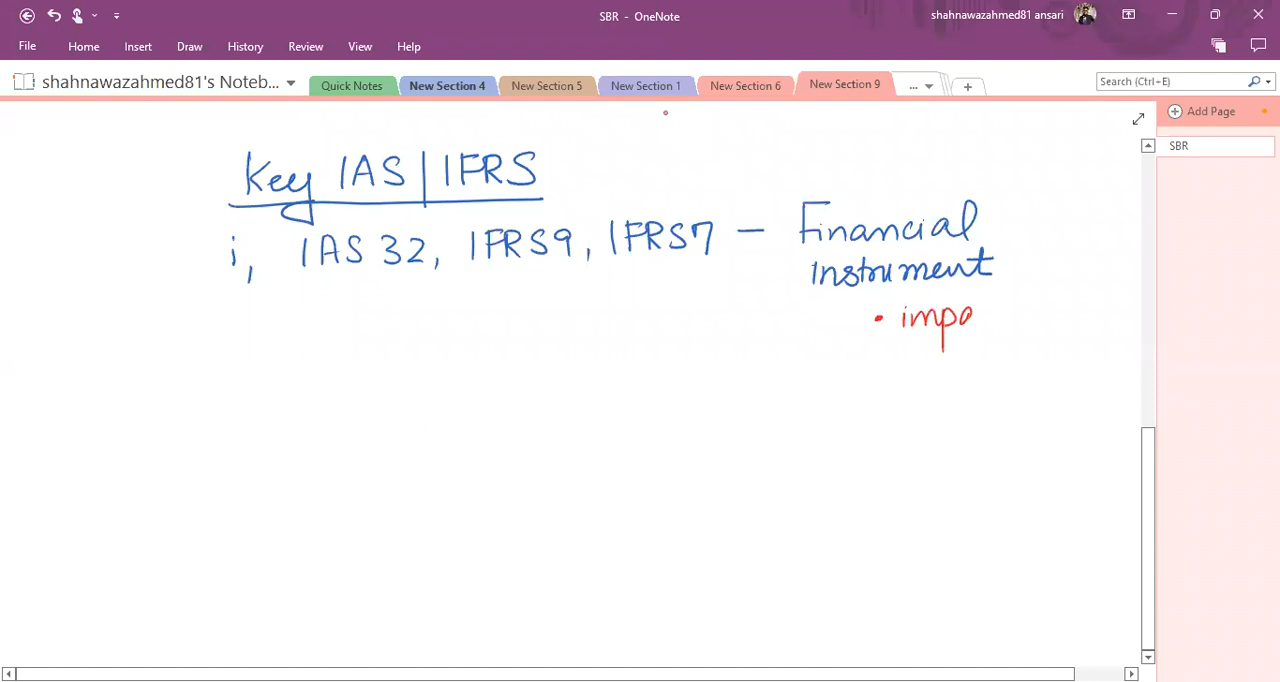 SBR - OneNote
shahnawazahmed81 ansari
File Home Insert Draw History Review View Help
shahnawazahmed81's Noteb...
Quick Notes New Section 4 New Section 5 New Section 1 New Section 6 New Section 9 ... +
Search (Ctrl+E)
Add Page
SBR
Key IAS | IFRS
i, IAS 32, IFRS9, IFRS7 — Financial
instrument
• impa